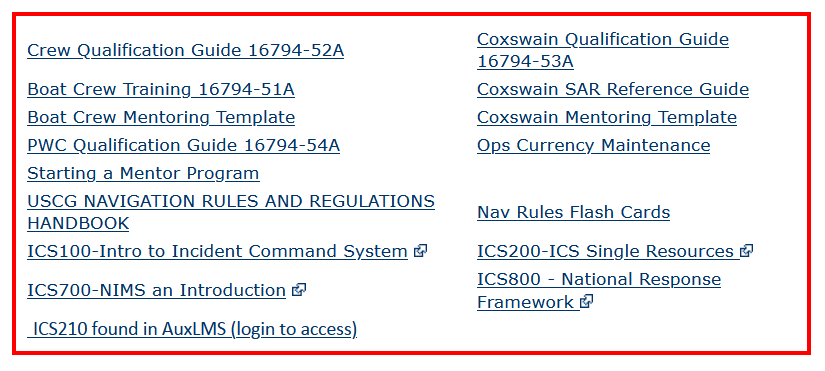 Crew Qualification Guide 16794-52A
Coxswain Qualification Guide
16794-53A
Boat Crew Training 16794-51A
Coxswain SAR Reference Guide
Boat Crew Mentoring Template
Coxswain Mentoring Template
PWC Qualification Guide 16794-54A
Ops Currency Maintenance
Starting a Mentor Program
USCG NAVIGATION RULES AND REGULATIONS
HANDBOOK
Nav Rules Flash Cards
ICS100-Intro to Incident Command System
ICS200-ICS Single Resources
ICS700-NIMS an Introduction
ICS800 - National Response
Framework
ICS210 found in AuxLMS (login to access)